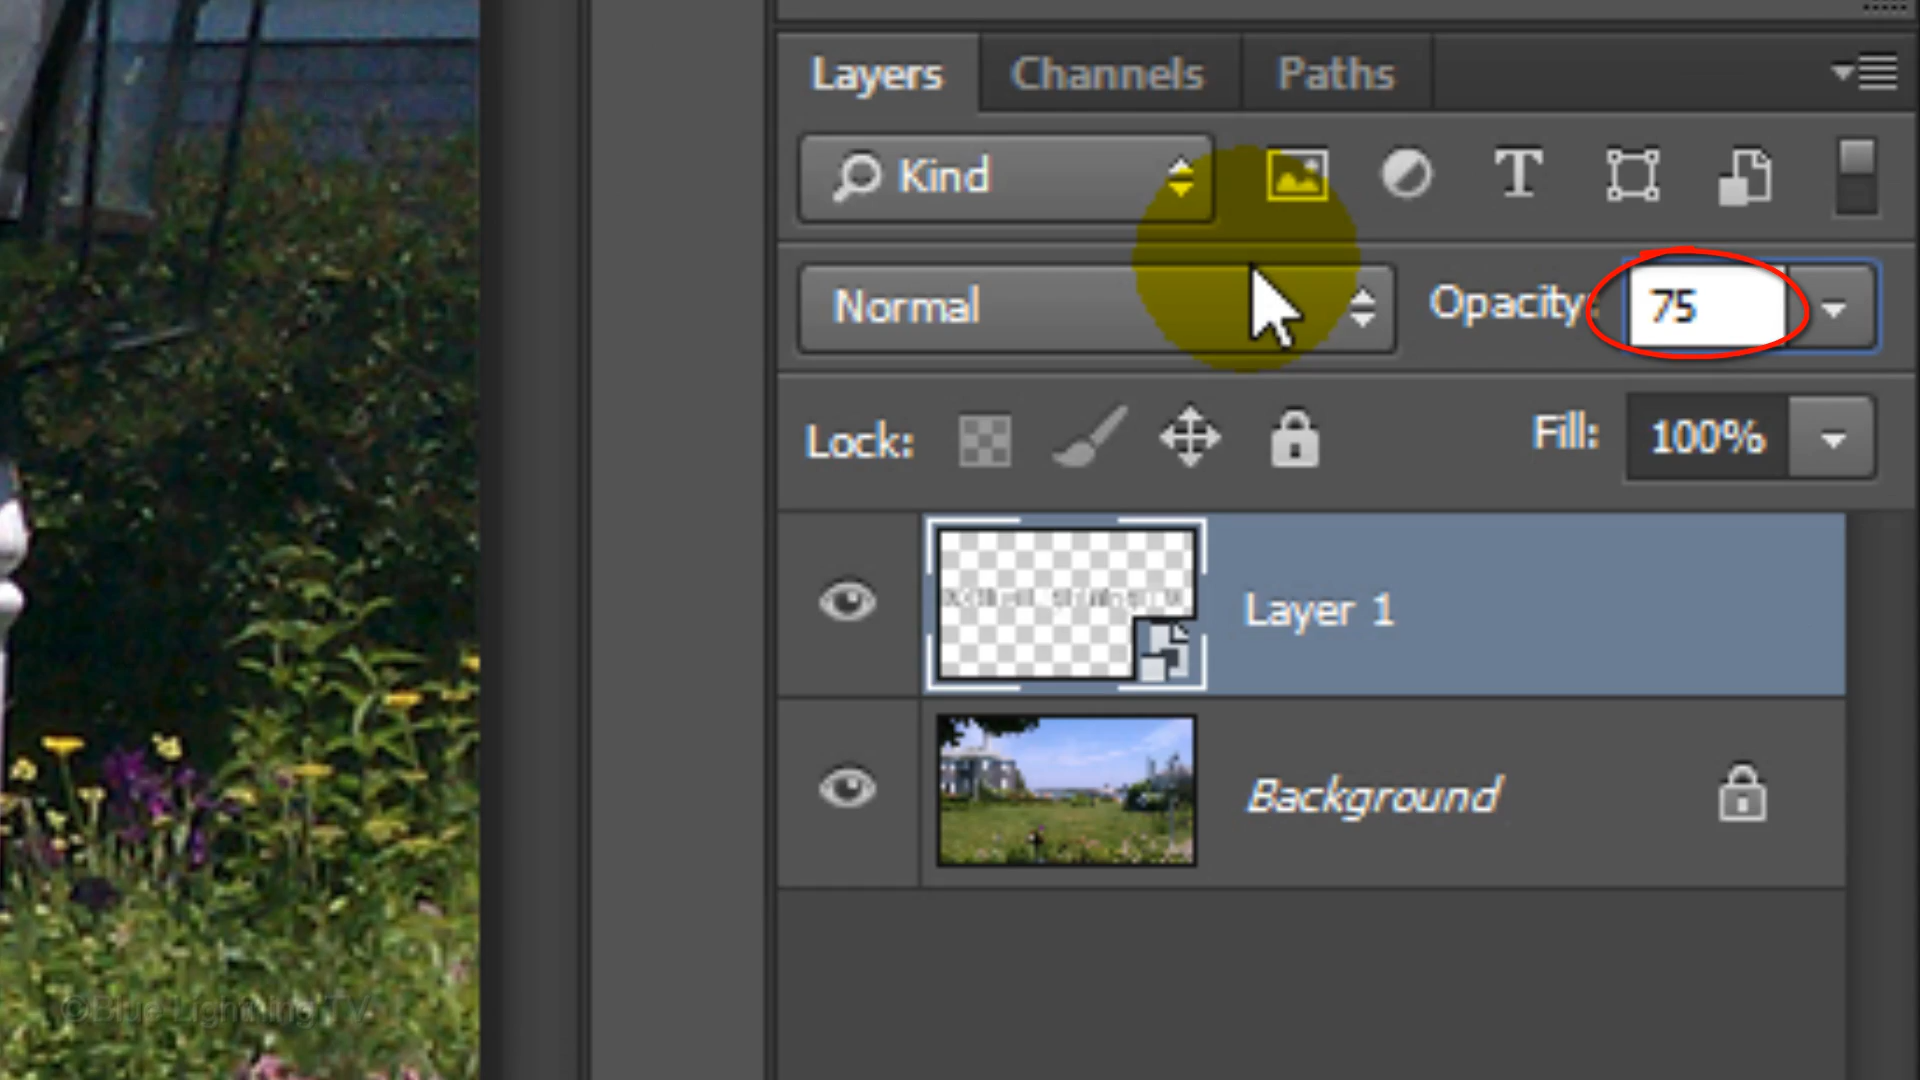 Layers Channels Paths
Kind T
Normal Opacity: 75
Lock: Fill: 100%
Layer 1
Background
©Blue Lightning TV